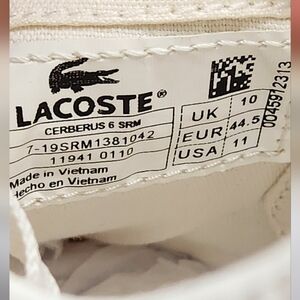 LACOSTE®
CERBERUS 6 SRM
7-19SRM1381042
11941 0110
Made in Vietnam
Hecho en Vietnam
UK 10
EUR 44.5
USA 11
0045912313